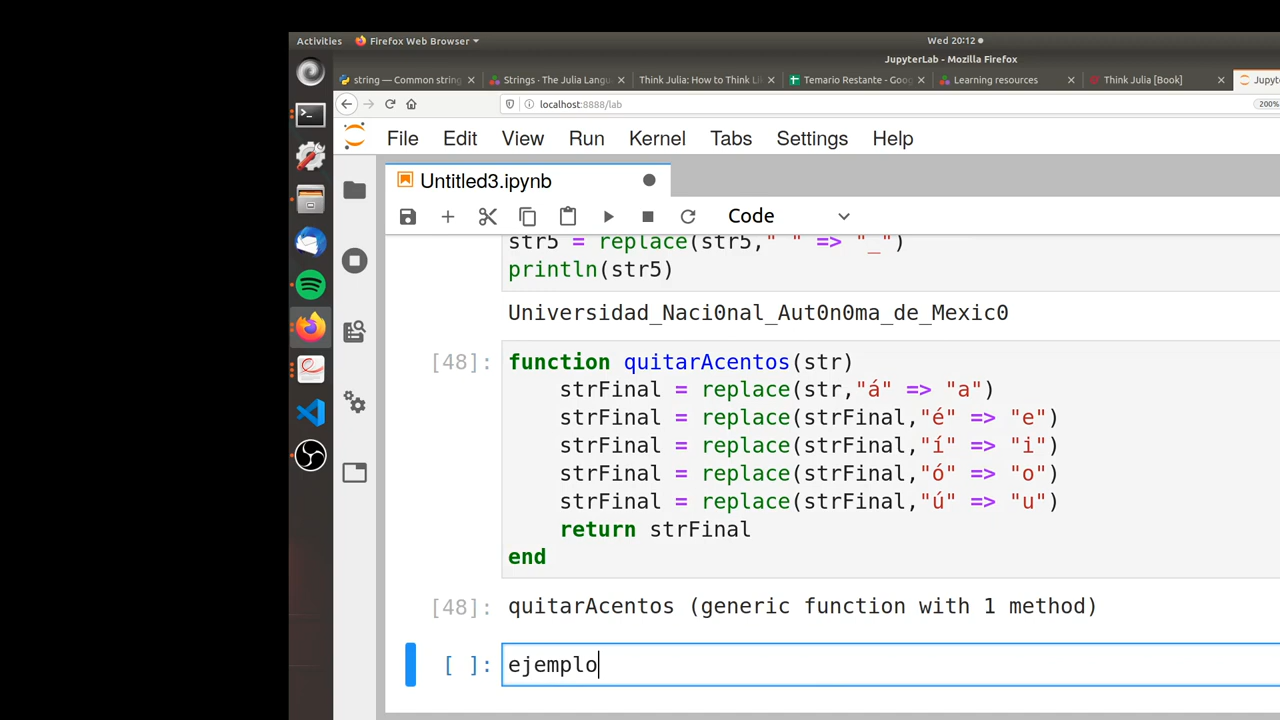 Activities Firefox Web Browser Wed 20:12
JupyterLab - Mozilla Firefox
string — Common string Strings · The Julia Langu Think Julia: How to Think Li Temario Restante - Goog Learning resources Think Julia [Book] Jupyte
localhost:8888/lab 200%
File Edit View Run Kernel Tabs Settings Help
Untitled3.ipynb
Code
str5 = replace(str5," " => "_")
println(str5)
Universidad_Naci0nal_Aut0n0ma_de_Mexic0
[48]: function quitarAcentos(str)
strFinal = replace(str,"á" => "a")
strFinal = replace(strFinal,"é" => "e")
strFinal = replace(strFinal,"í" => "i")
strFinal = replace(strFinal,"ó" => "o")
strFinal = replace(strFinal,"ú" => "u")
return strFinal
end
[48]: quitarAcentos (generic function with 1 method)
[ ]: ejemplo